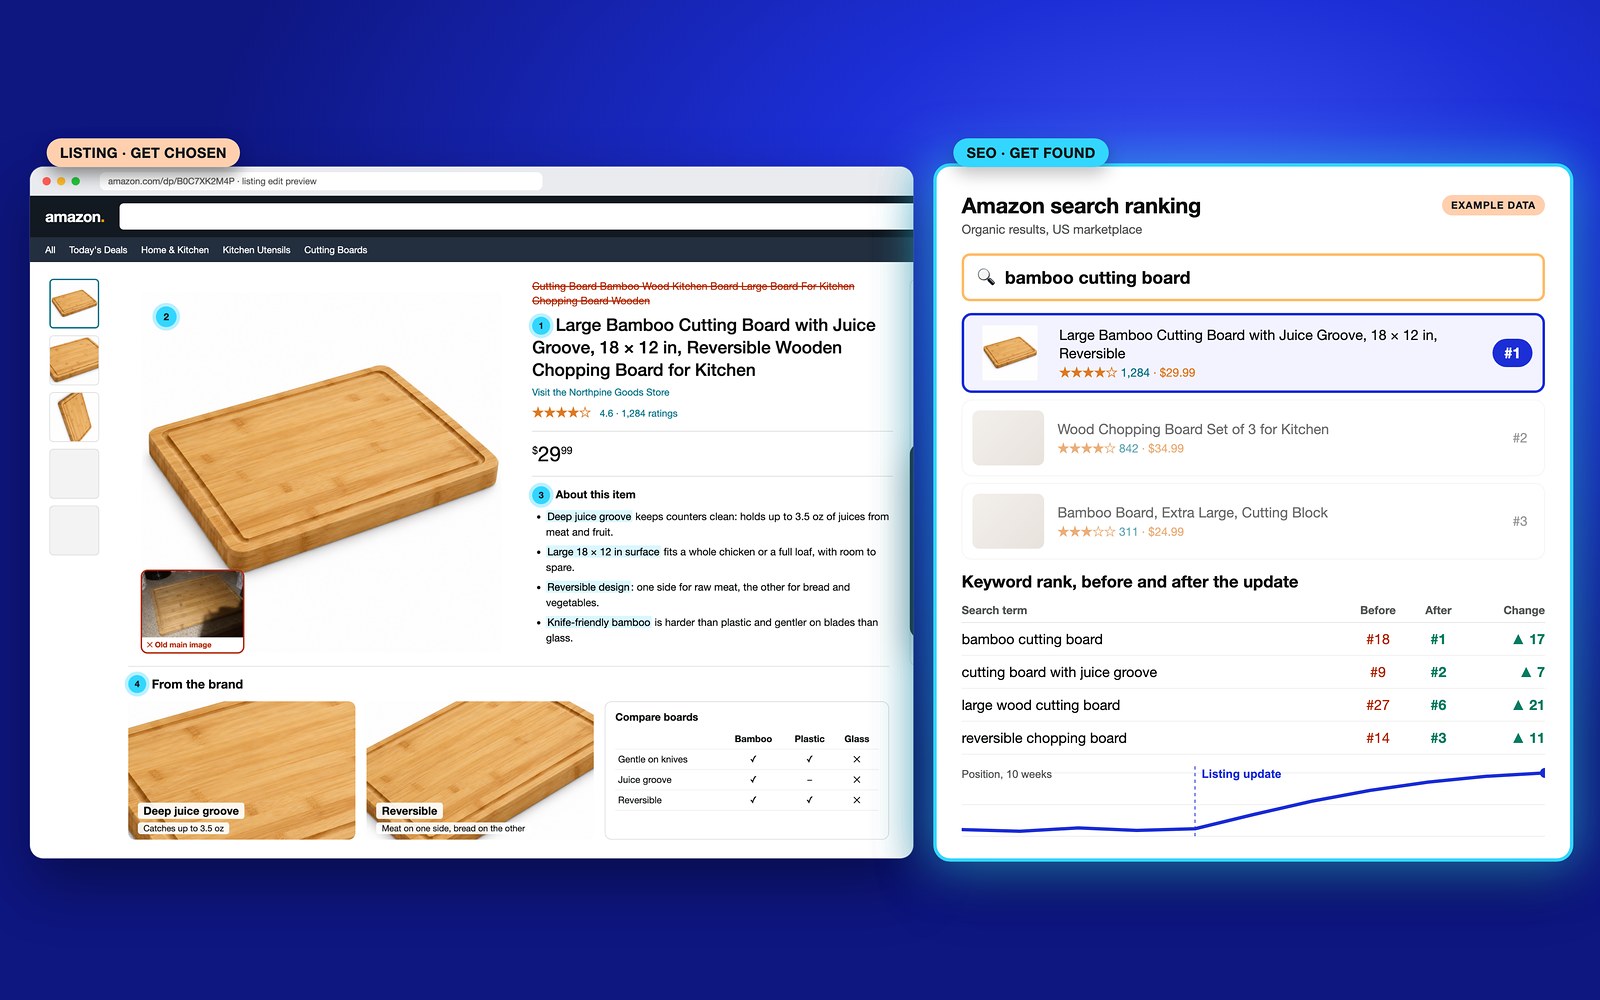 LISTING · GET CHOSEN
amazon.com/dp/B0C7XK2M4P · listing edit preview
amazon.
All Today's Deals Home & Kitchen Kitchen Utensils Cutting Boards
Cutting Board Bamboo Wood Kitchen Board Large Board For Kitchen
Chopping Board Wooden
2
1 Large Bamboo Cutting Board with Juice
Groove, 18 × 12 in, Reversible Wooden
Chopping Board for Kitchen
Visit the Northpine Goods Store
★★★★☆ 4.6 · 1,284 ratings
$2999
3 About this item
• Deep juice groove keeps counters clean: holds up to 3.5 oz of juices from
meat and fruit.
• Large 18 × 12 in surface fits a whole chicken or a full loaf, with room to
spare.
• Reversible design: one side for raw meat, the other for bread and
vegetables.
• Knife-friendly bamboo is harder than plastic and gentler on blades than
glass.
✕ Old main image
4 From the brand
Deep juice groove
Catches up to 3.5 oz
Reversible
Meat on one side, bread on the other
Compare boards
Bamboo Plastic Glass
Gentle on knives ✓ ✓ ✕
Juice groove ✓ – ✕
Reversible ✓ ✓ ✕
SEO · GET FOUND
Amazon search ranking
EXAMPLE DATA
Organic results, US marketplace
bamboo cutting board
Large Bamboo Cutting Board with Juice Groove, 18 × 12 in,
Reversible
★★★★☆ 1,284 · $29.99
#1
Wood Chopping Board Set of 3 for Kitchen
★★★★☆ 842 · $34.99
#2
Bamboo Board, Extra Large, Cutting Block
★★★☆☆ 311 · $24.99
#3
Keyword rank, before and after the update
Search term Before After Change
bamboo cutting board #18 #1 ▲ 17
cutting board with juice groove #9 #2 ▲ 7
large wood cutting board #27 #6 ▲ 21
reversible chopping board #14 #3 ▲ 11
Position, 10 weeks
Listing update